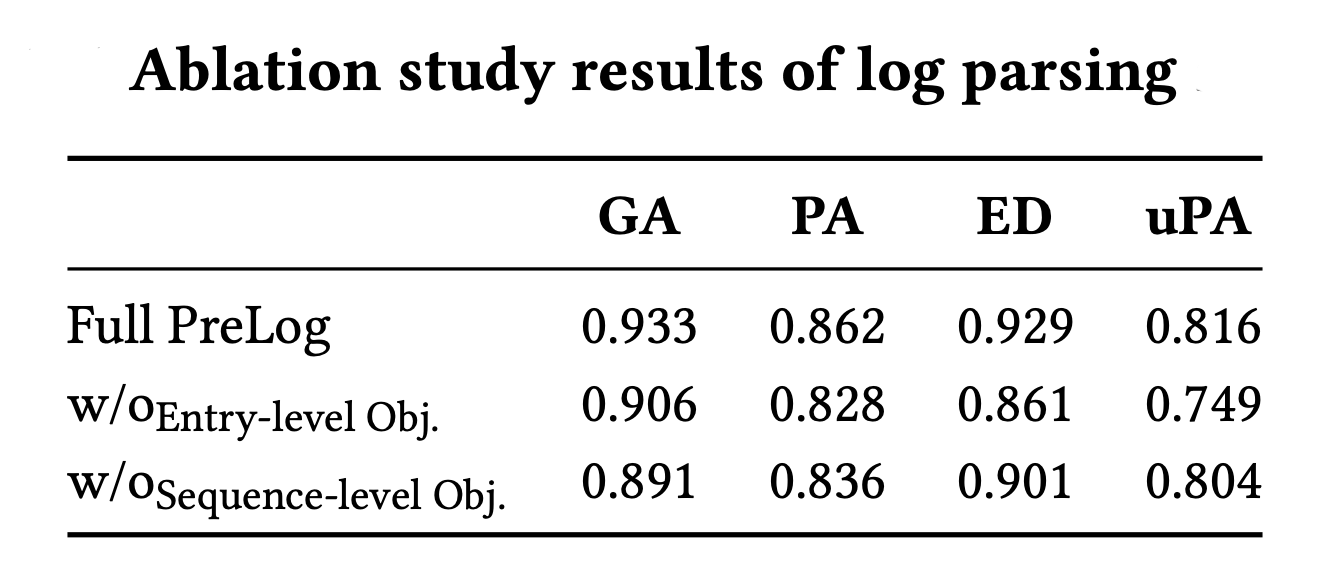 Ablation study results of log parsing
GA PA ED uPA
Full PreLog 0.933 0.862 0.929 0.816
w/oEntry-level Obj. 0.906 0.828 0.861 0.749
w/oSequence-level Obj. 0.891 0.836 0.901 0.804